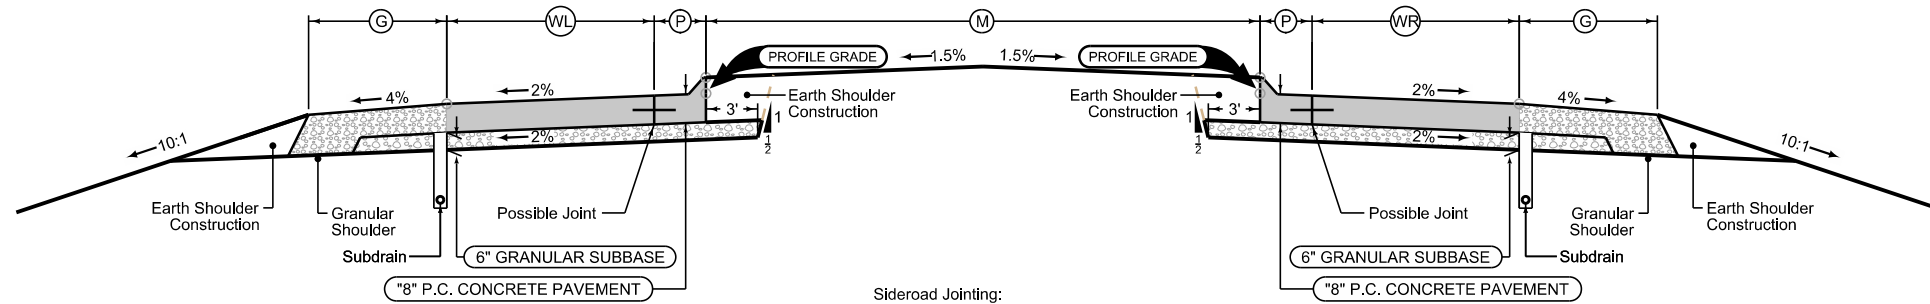 G WL P M P WR G
PROFILE GRADE 1.5% 1.5% PROFILE GRADE
4% 2% 2% 4%
Earth Shoulder
Construction
Earth Shoulder
Construction
3' 3'
1 1
1/2 1/2
10:1 2% 2% 10:1
Earth Shoulder
Construction
Granular
Shoulder
Possible Joint
Possible Joint
Granular
Shoulder
Earth Shoulder
Construction
Subdrain
6" GRANULAR SUBBASE
6" GRANULAR SUBBASE
Subdrain
"8" P.C. CONCRETE PAVEMENT
"8" P.C. CONCRETE PAVEMENT
Sideroad Jointing: